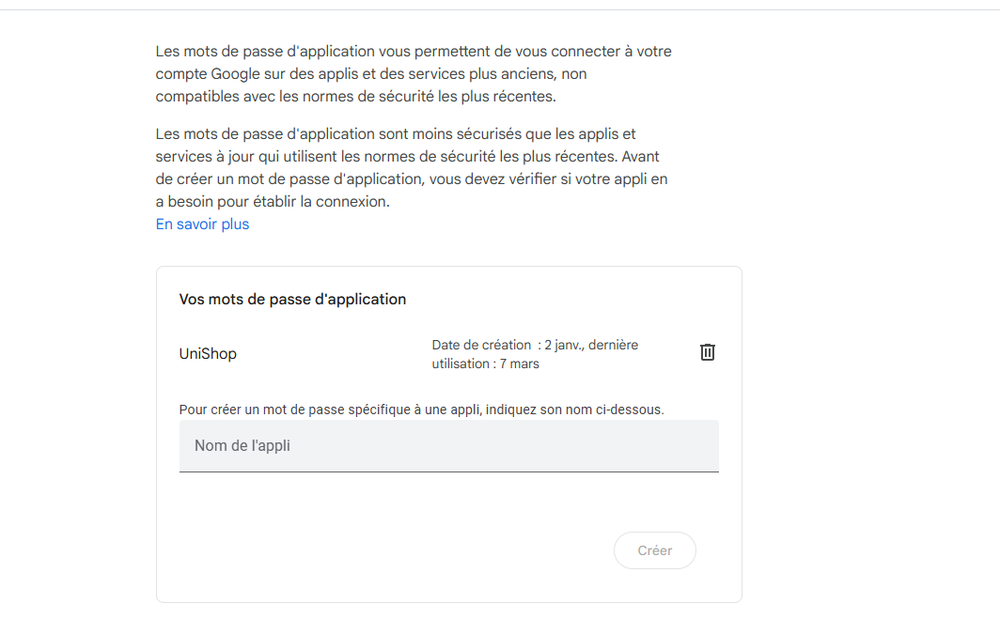 Les mots de passe d'application vous permettent de vous connecter à votre
compte Google sur des applis et des services plus anciens, non
compatibles avec les normes de sécurité les plus récentes.
Les mots de passe d'application sont moins sécurisés que les applis et
services à jour qui utilisent les normes de sécurité les plus récentes. Avant
de créer un mot de passe d'application, vous devez vérifier si votre appli en
a besoin pour établir la connexion.
En savoir plus
Vos mots de passe d'application
UniShop
Date de création : 2 janv., dernière
utilisation : 7 mars
Pour créer un mot de passe spécifique à une appli, indiquez son nom ci-dessous.
Nom de l'appli
Créer